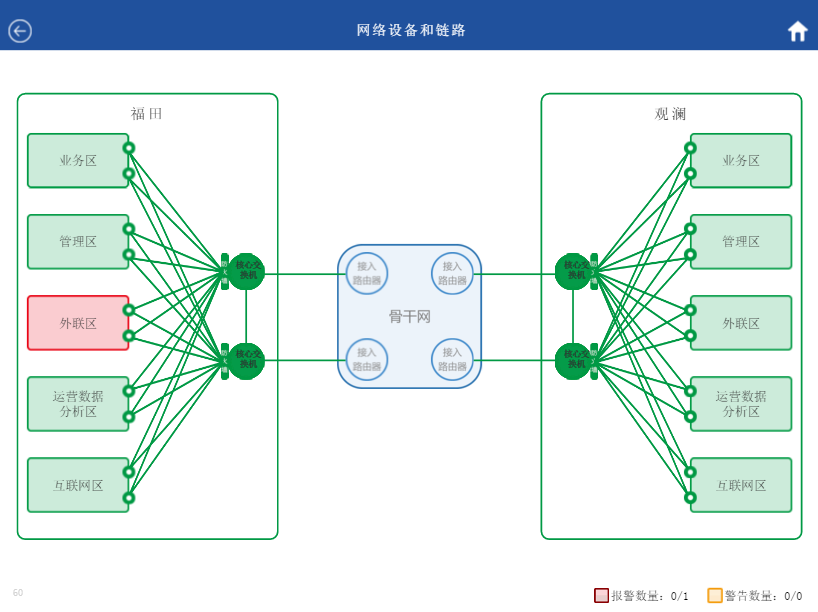 网络设备和链路
福田
观澜
业务区
业务区
管理区
管理区
核心交
换机
接入
路由器
接入
路由器
核心交
换机
外联区
骨干网
外联区
核心交
换机
接入
路由器
接入
路由器
核心交
换机
运营数据
分析区
运营数据
分析区
互联网区
互联网区
60
报警数量：0/1
警告数量：0/0